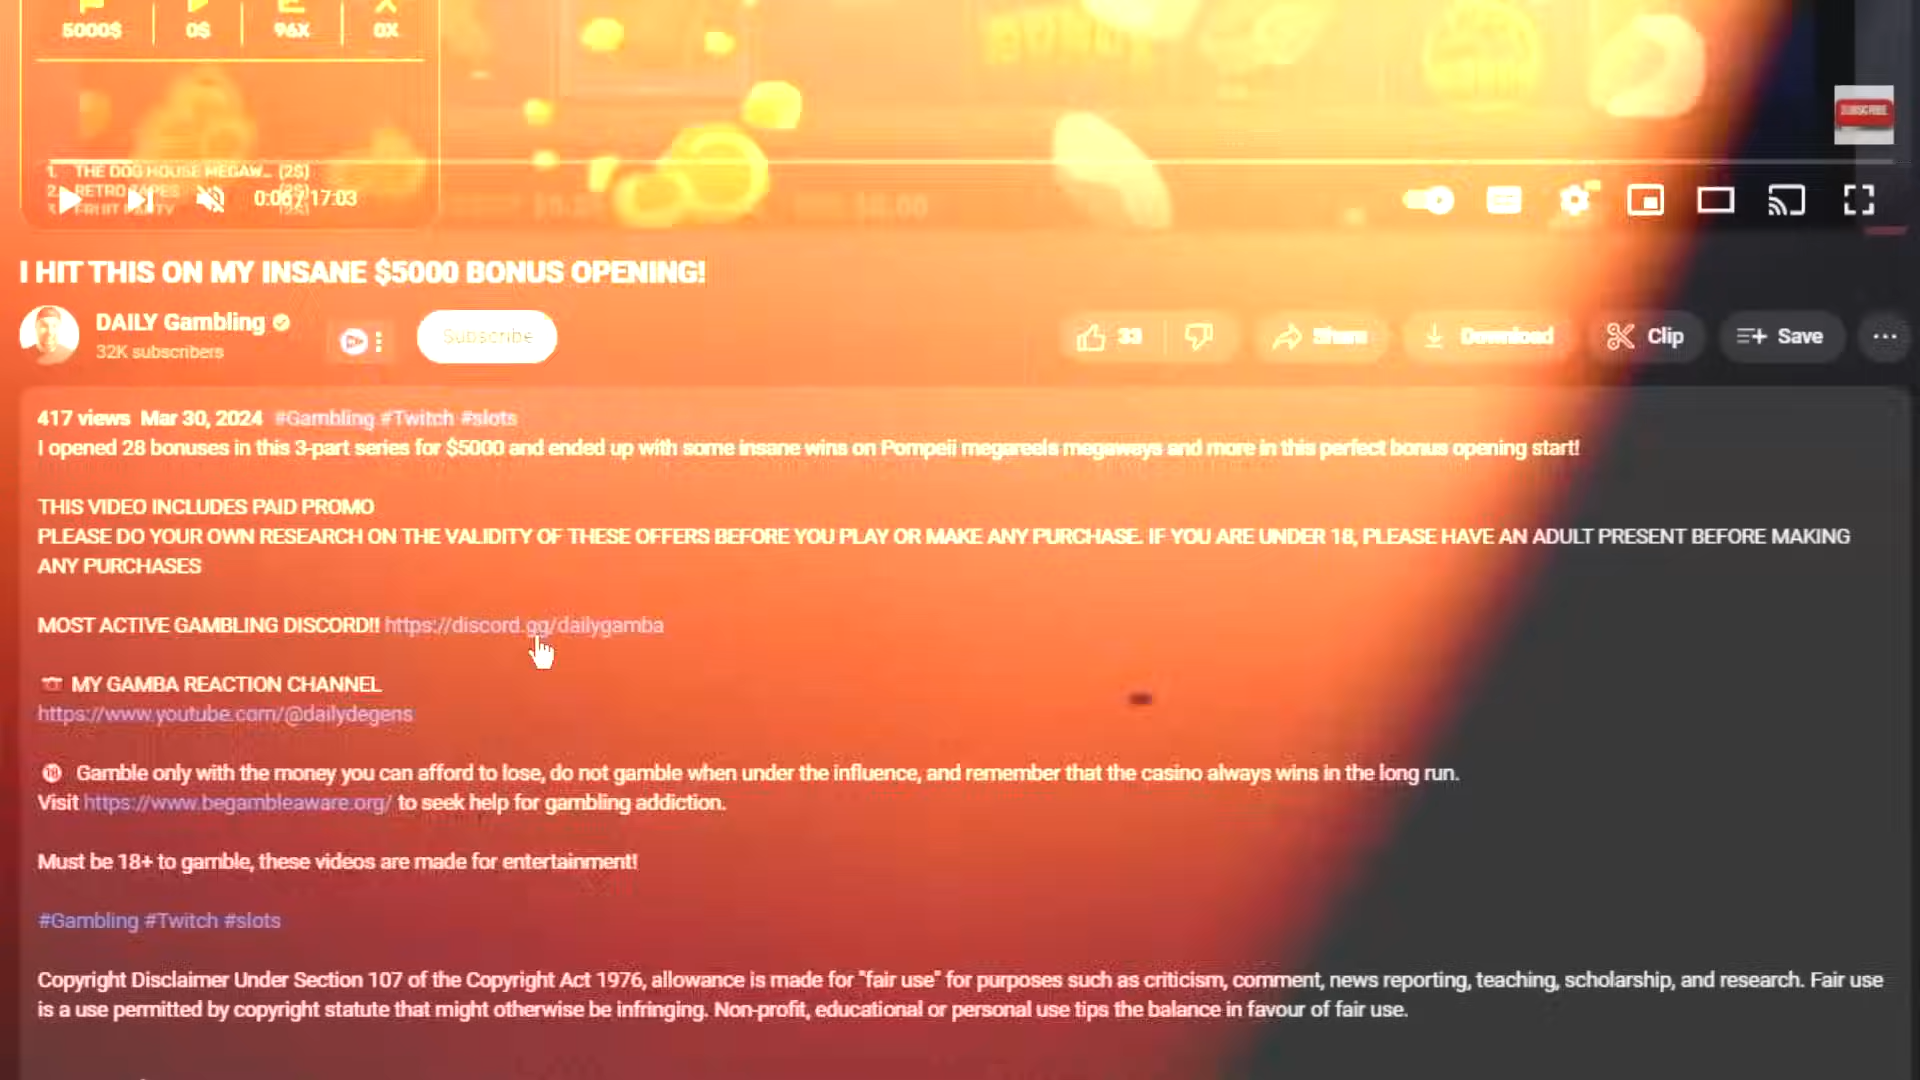 5000$ 0$ 96X 0X
SUBSCRIBE
1. THE DOG HOUSE MEGAW... (2$)
2. RETRO TAPES (2$)
3. FRUIT PARTY (2$)
0:06 / 17:03
I HIT THIS ON MY INSANE $5000 BONUS OPENING!
DAILY Gambling
32K subscribers
Subscribe
33 Share Download Clip Save
417 views Mar 30, 2024 #Gambling #Twitch #slots
I opened 28 bonuses in this 3-part series for $5000 and ended up with some insane wins on Pompeii megareels megaways and more in this perfect bonus opening start!
THIS VIDEO INCLUDES PAID PROMO
PLEASE DO YOUR OWN RESEARCH ON THE VALIDITY OF THESE OFFERS BEFORE YOU PLAY OR MAKE ANY PURCHASE. IF YOU ARE UNDER 18, PLEASE HAVE AN ADULT PRESENT BEFORE MAKING
ANY PURCHASES
MOST ACTIVE GAMBLING DISCORD!! https://discord.gg/dailygamba
MY GAMBA REACTION CHANNEL
https://www.youtube.com/@dailydegens
🔞 Gamble only with the money you can afford to lose, do not gamble when under the influence, and remember that the casino always wins in the long run.
Visit https://www.begambleaware.org/ to seek help for gambling addiction.
Must be 18+ to gamble, these videos are made for entertainment!
#Gambling #Twitch #slots
Copyright Disclaimer Under Section 107 of the Copyright Act 1976, allowance is made for "fair use" for purposes such as criticism, comment, news reporting, teaching, scholarship, and research. Fair use
is a use permitted by copyright statute that might otherwise be infringing. Non-profit, educational or personal use tips the balance in favour of fair use.